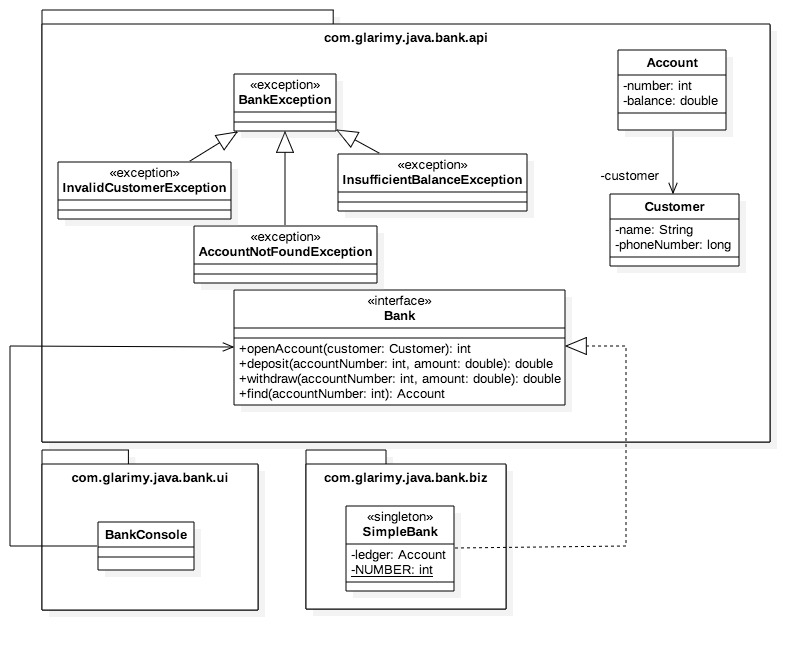 com.glarimy.java.bank.api
«exception»
BankException
Account
-number: int
-balance: double
«exception»
InvalidCustomerException
«exception»
InsufficientBalanceException
-customer
Customer
-name: String
-phoneNumber: long
«exception»
AccountNotFoundException
«interface»
Bank
+openAccount(customer: Customer): int
+deposit(accountNumber: int, amount: double): double
+withdraw(accountNumber: int, amount: double): double
+find(accountNumber: int): Account
com.glarimy.java.bank.ui
BankConsole
com.glarimy.java.bank.biz
«singleton»
SimpleBank
-ledger: Account
-NUMBER: int